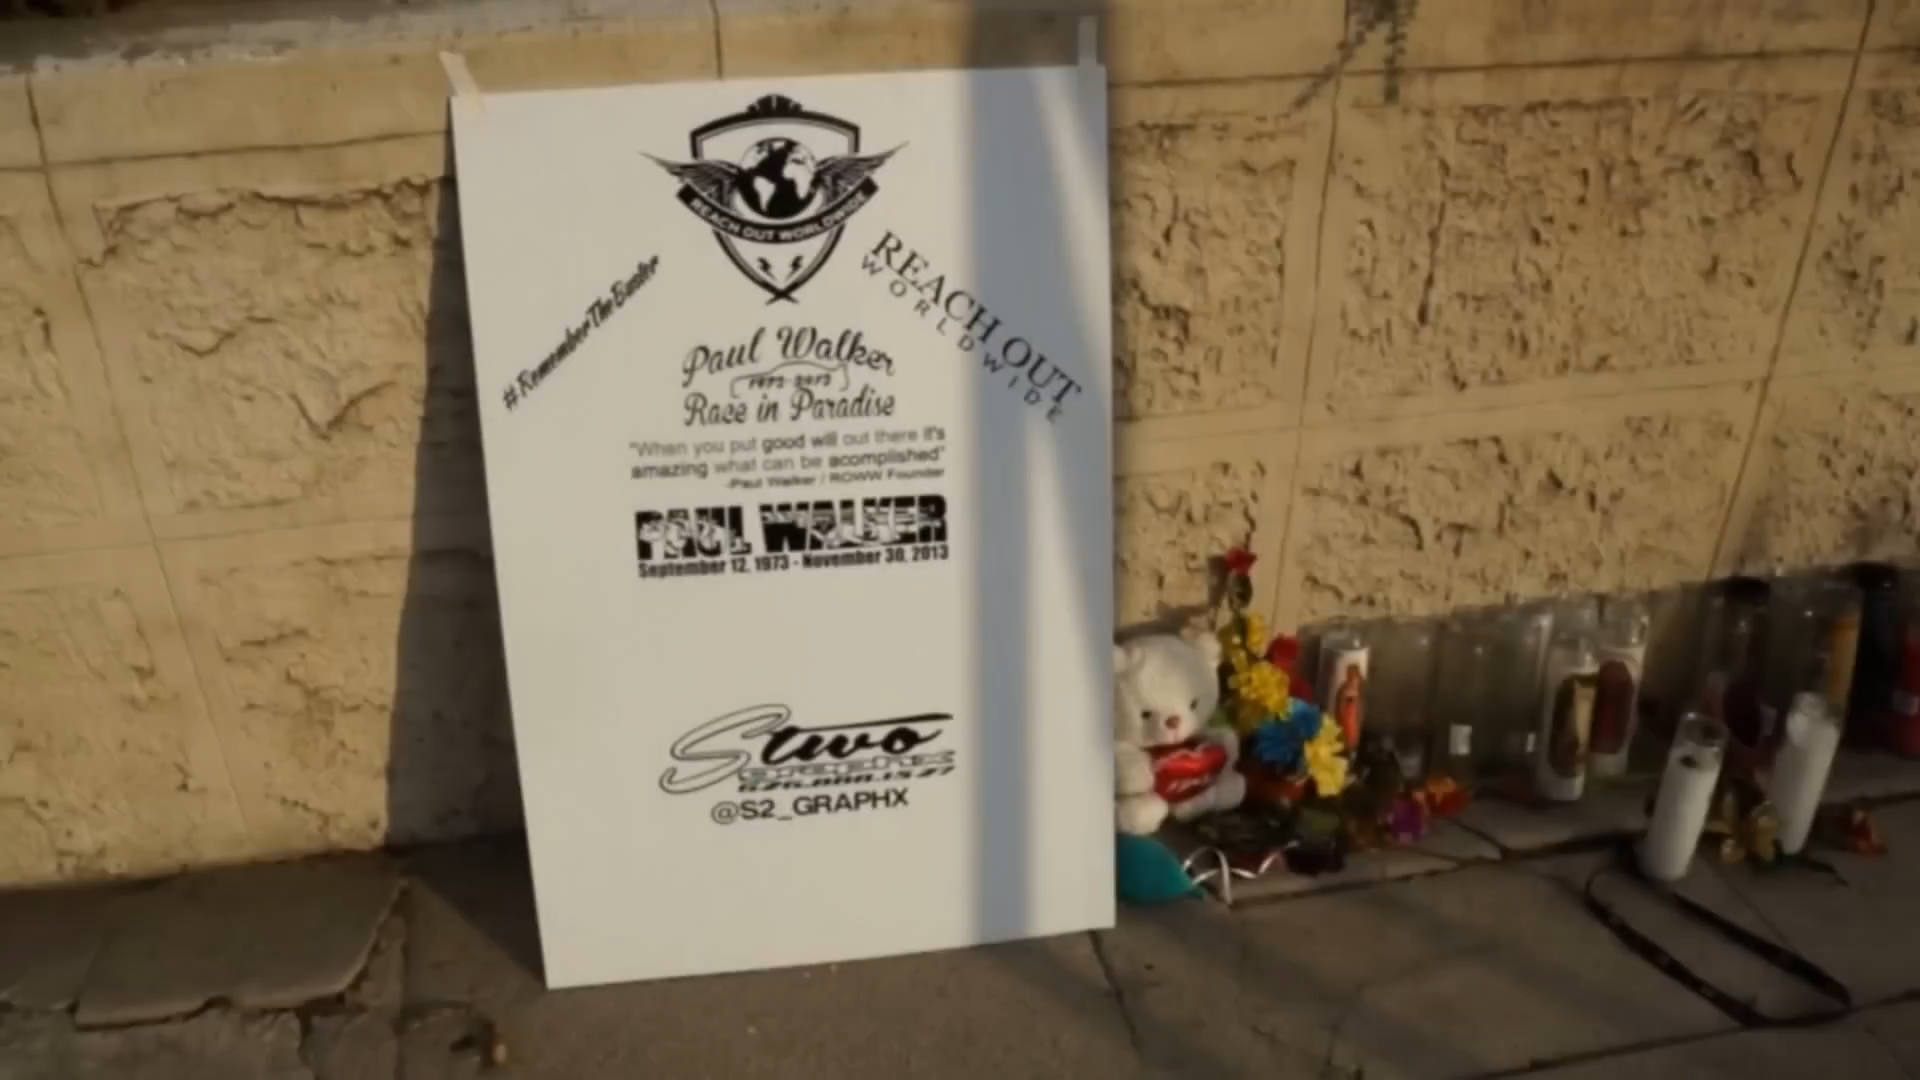 REACH OUT WORLDWIDE
#RememberTheBuster
REACH OUT
WORLDWIDE
Paul Walker
1973-2013
Race in Paradise
"When you put good will out there it's
amazing what can be acomplished"
-Paul Walker / ROWW Founder
PAUL WALKER
September 12, 1973 - November 30, 2013
Stwo
@S2_GRAPHX